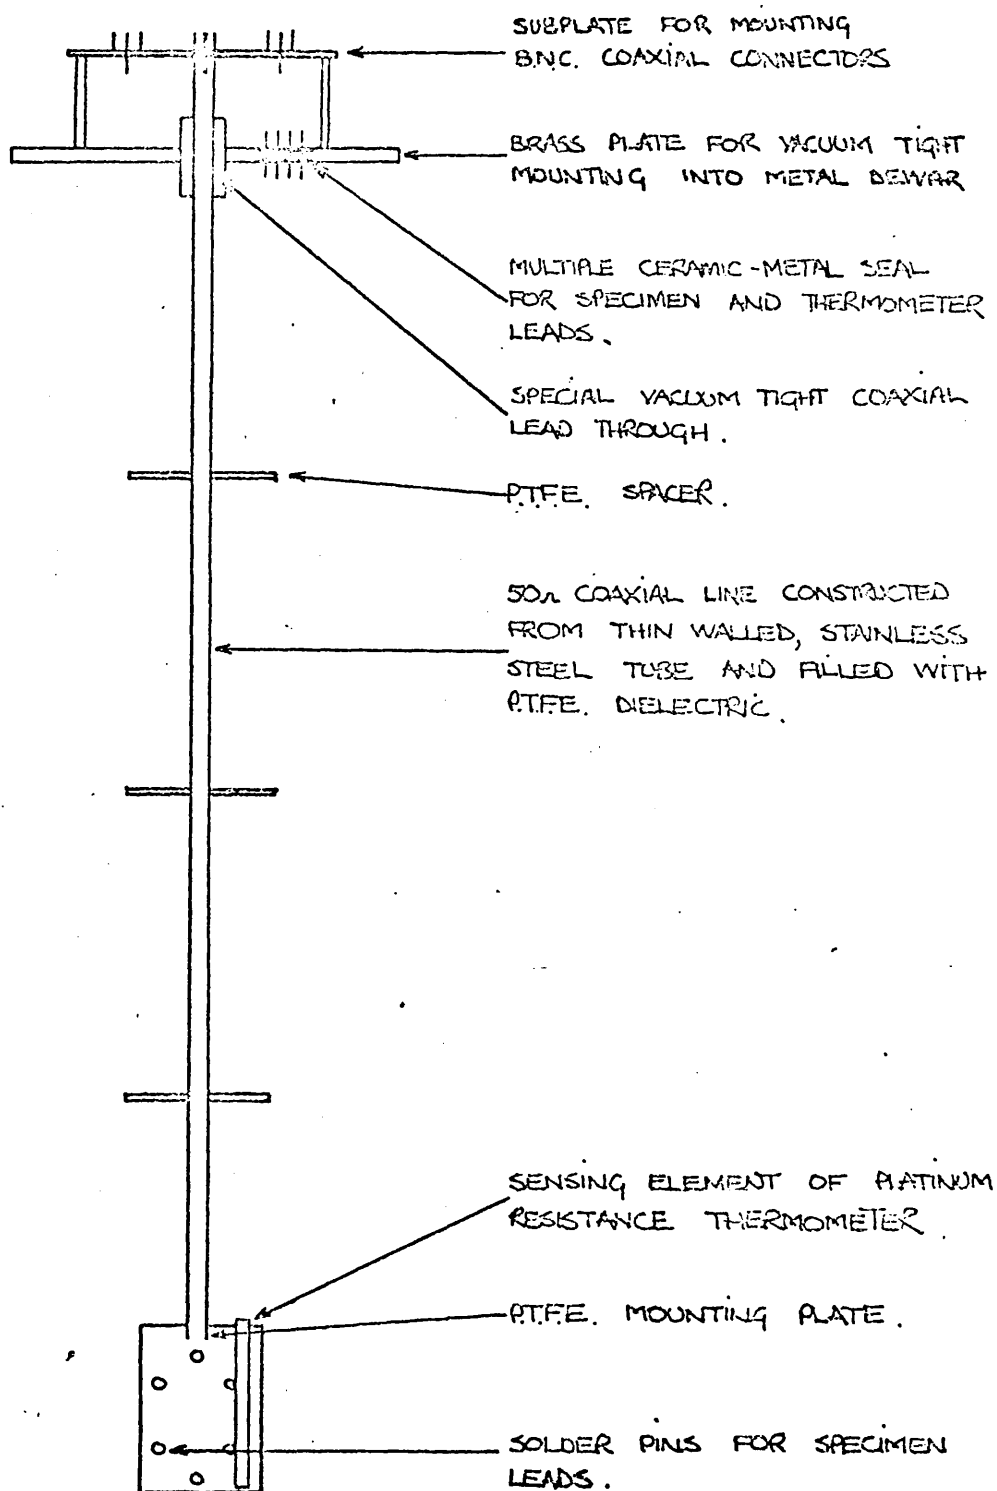 SUBPLATE FOR MOUNTING
B.N.C. COAXIAL CONNECTORS
BRASS PLATE FOR VACUUM TIGHT
MOUNTING INTO METAL DEWAR
MULTIPLE CERAMIC-METAL SEAL
FOR SPECIMEN AND THERMOMETER
LEADS.
SPECIAL VACUUM TIGHT COAXIAL
LEAD THROUGH.
P.T.F.E. SPACER.
50Ω COAXIAL LINE CONSTRUCTED
FROM THIN WALLED, STAINLESS
STEEL TUBE AND FILLED WITH
P.T.F.E. DIELECTRIC.
SENSING ELEMENT OF PLATINUM
RESISTANCE THERMOMETER.
P.T.F.E. MOUNTING PLATE.
SOLDER PINS FOR SPECIMEN
LEADS.